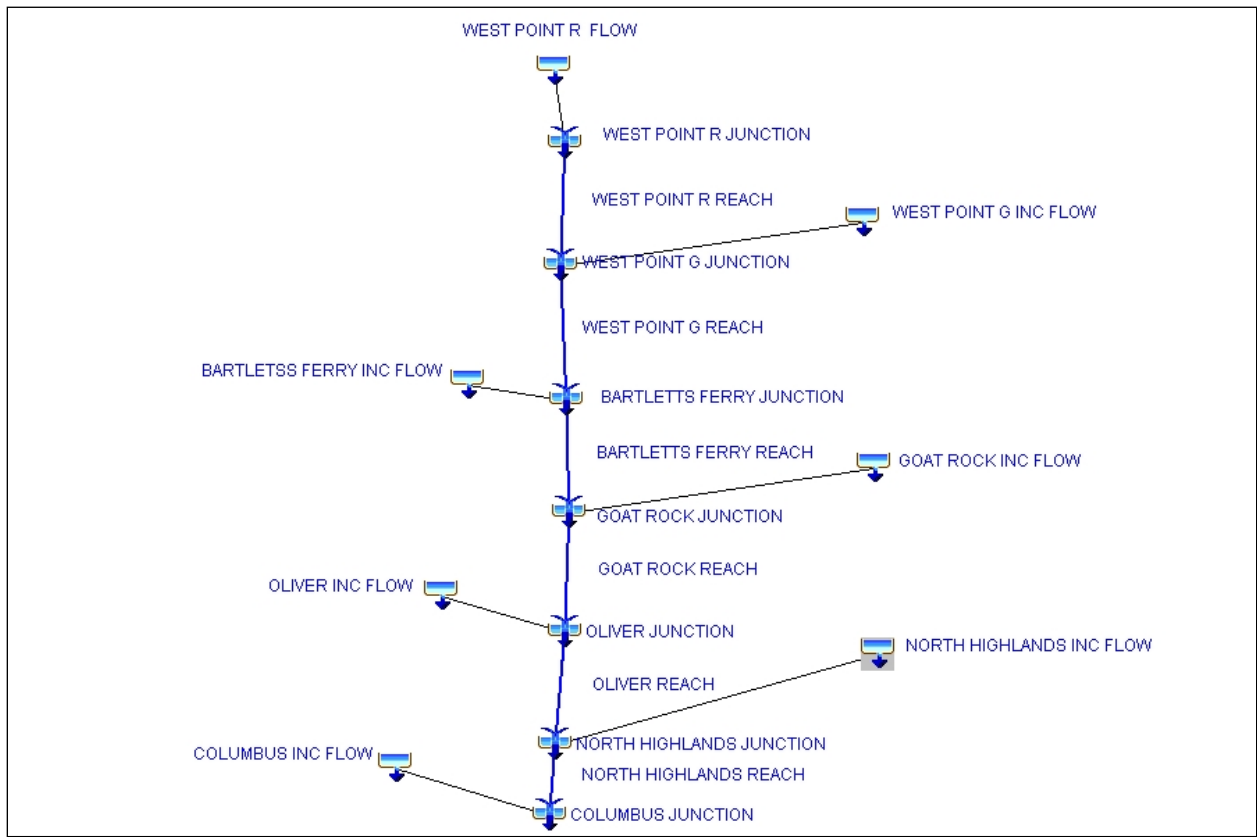 WEST POINT R FLOW
WEST POINT R JUNCTION
WEST POINT R REACH
WEST POINT G INC FLOW
WEST POINT G JUNCTION
WEST POINT G REACH
BARTLETSS FERRY INC FLOW
BARTLETTS FERRY JUNCTION
BARTLETTS FERRY REACH
GOAT ROCK INC FLOW
GOAT ROCK JUNCTION
GOAT ROCK REACH
OLIVER INC FLOW
OLIVER JUNCTION
NORTH HIGHLANDS INC FLOW
OLIVER REACH
NORTH HIGHLANDS JUNCTION
COLUMBUS INC FLOW
NORTH HIGHLANDS REACH
COLUMBUS JUNCTION